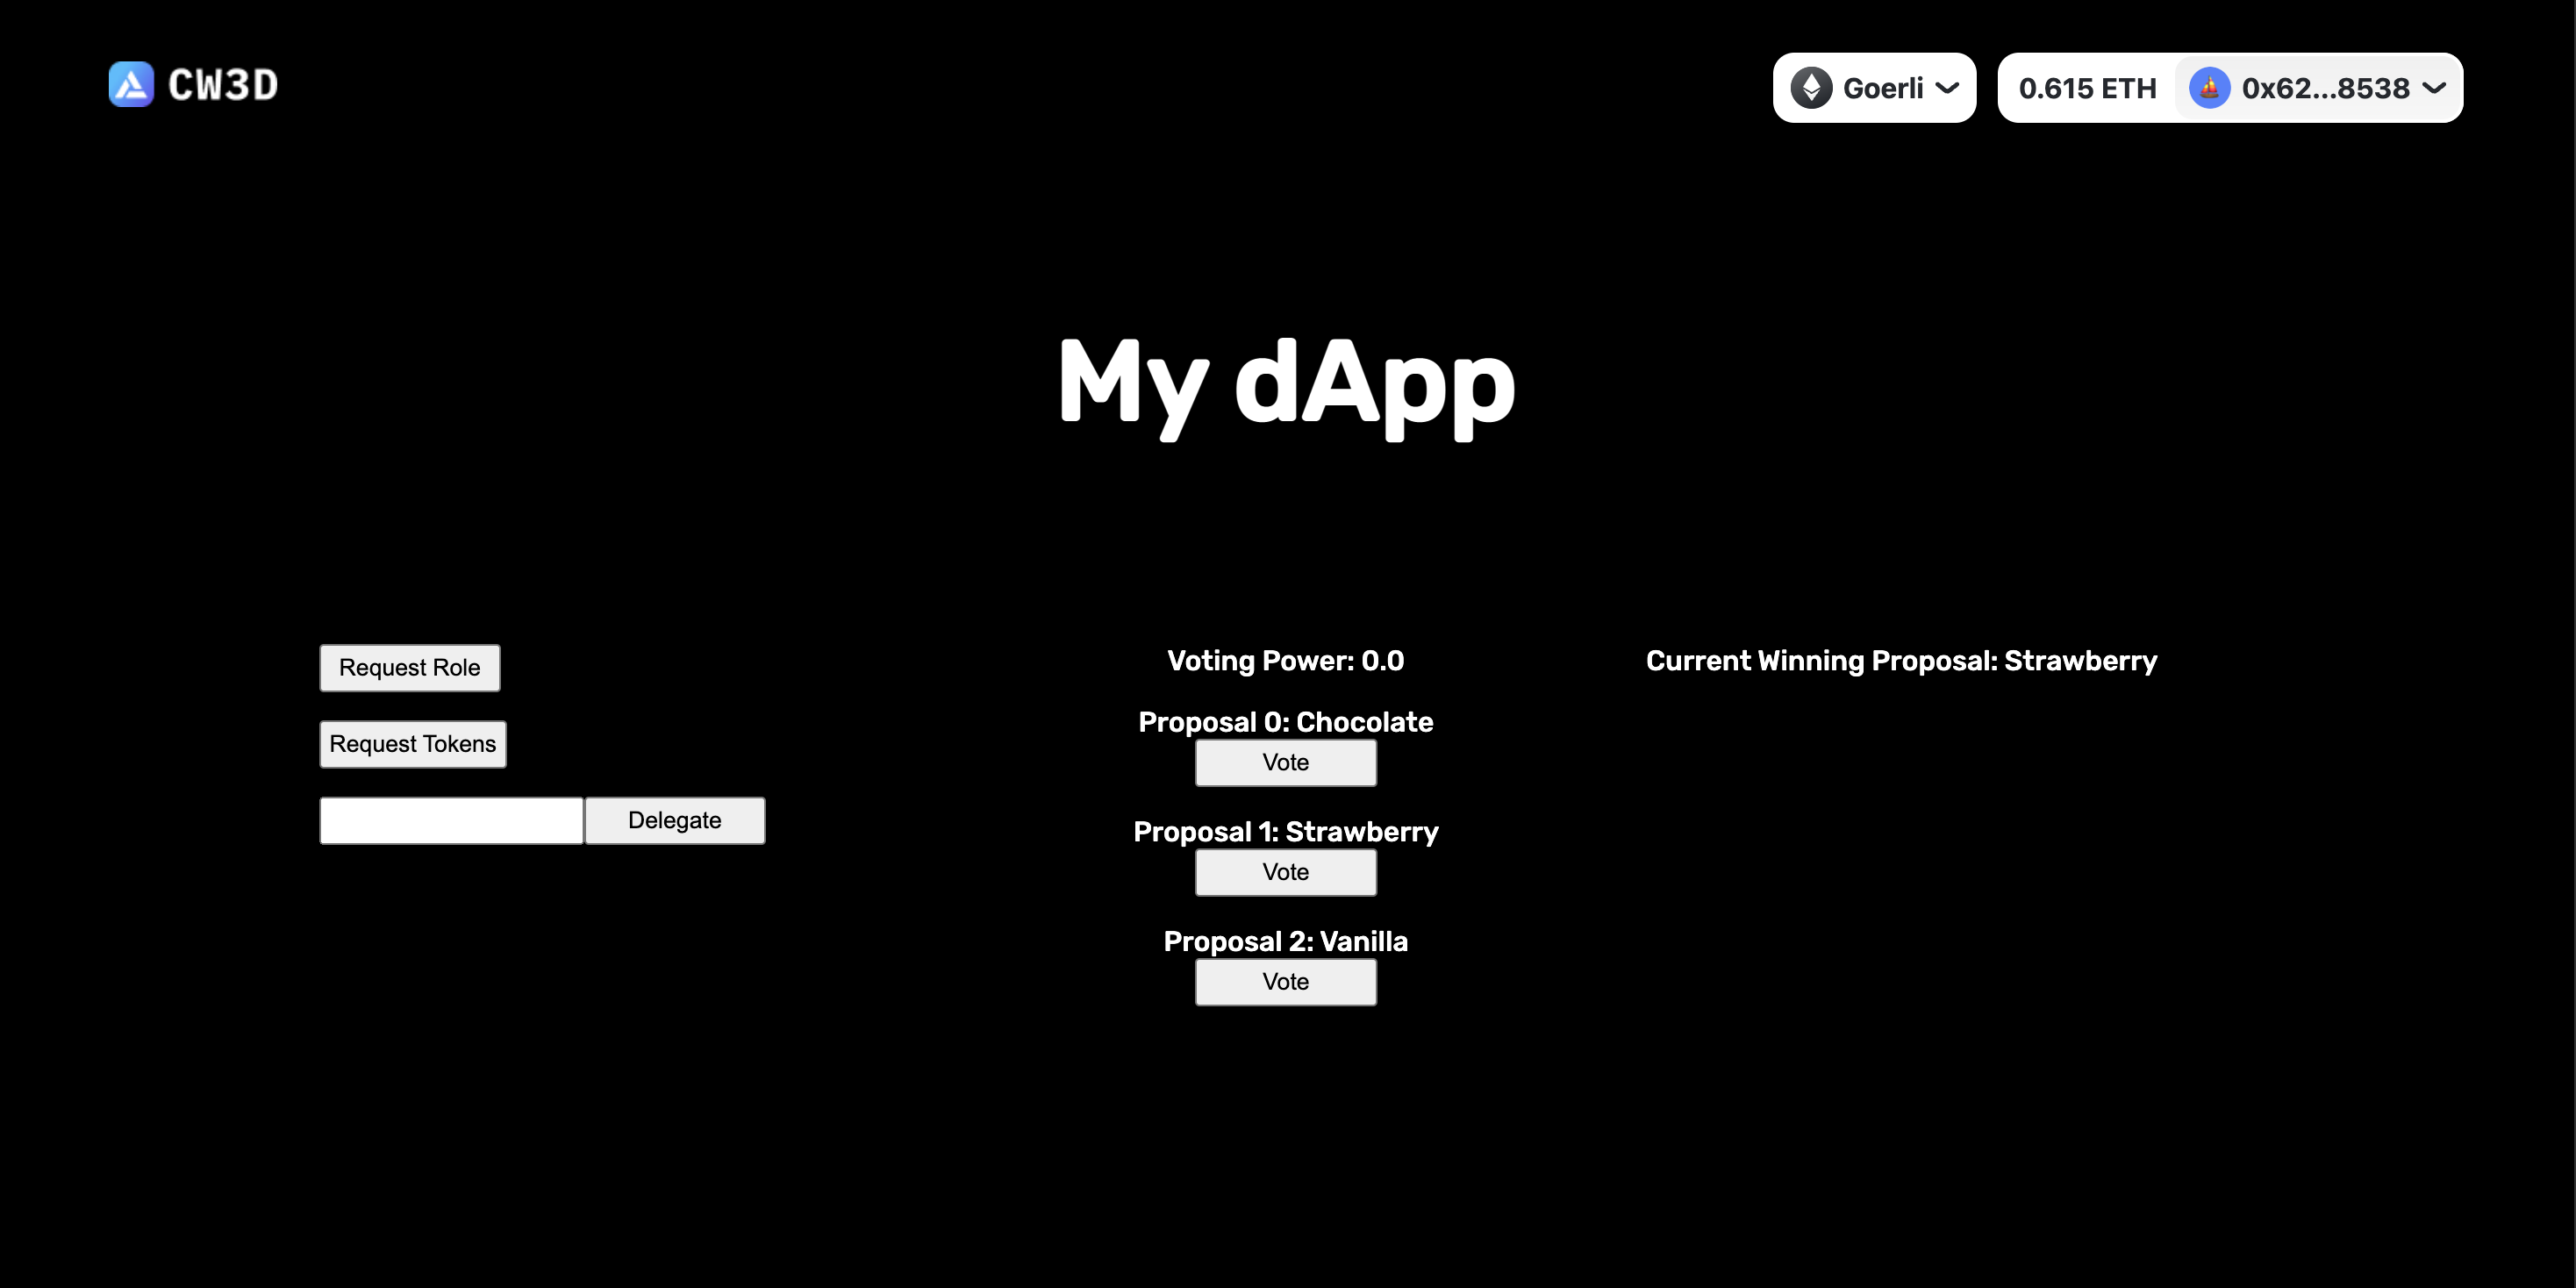 CW3D
Goerli
0.615 ETH
0x62...8538
My dApp
Request Role
Request Tokens
Delegate
Voting Power: 0.0
Proposal 0: Chocolate
Vote
Proposal 1: Strawberry
Vote
Proposal 2: Vanilla
Vote
Current Winning Proposal: Strawberry